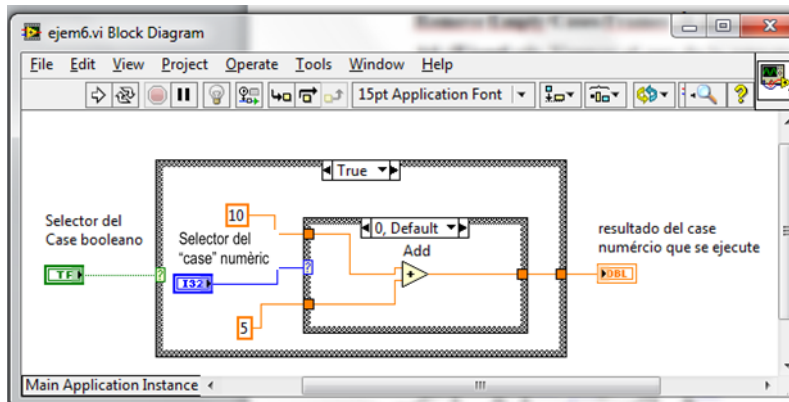 ejem6.vi Block Diagram
File Edit View Project Operate Tools Window Help
15pt Application Font
True
10
0, Default
Selector del
Case booleano
Selector del
"case" numèric
Add
resultado del case
numércio que se ejecute
TF
?
I32
?
DBL
5
Main Application Instance